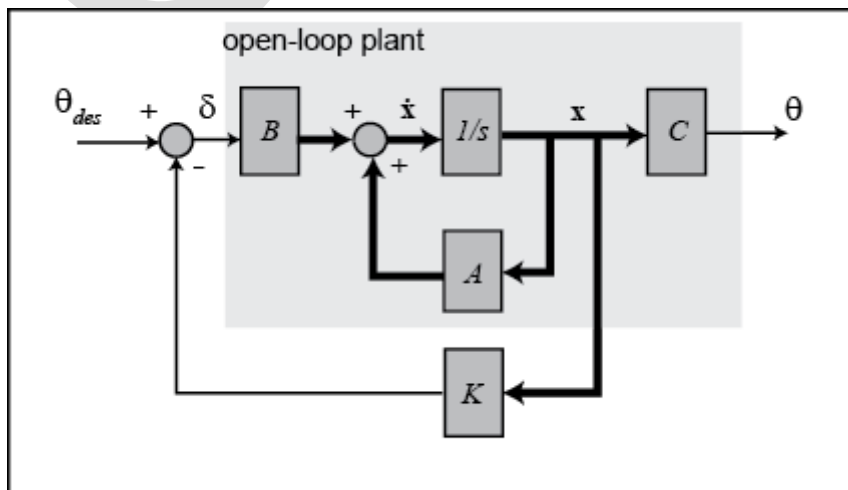 open-loop plant
θdes + δ B + ẋ 1/s x C θ
- +
A
K